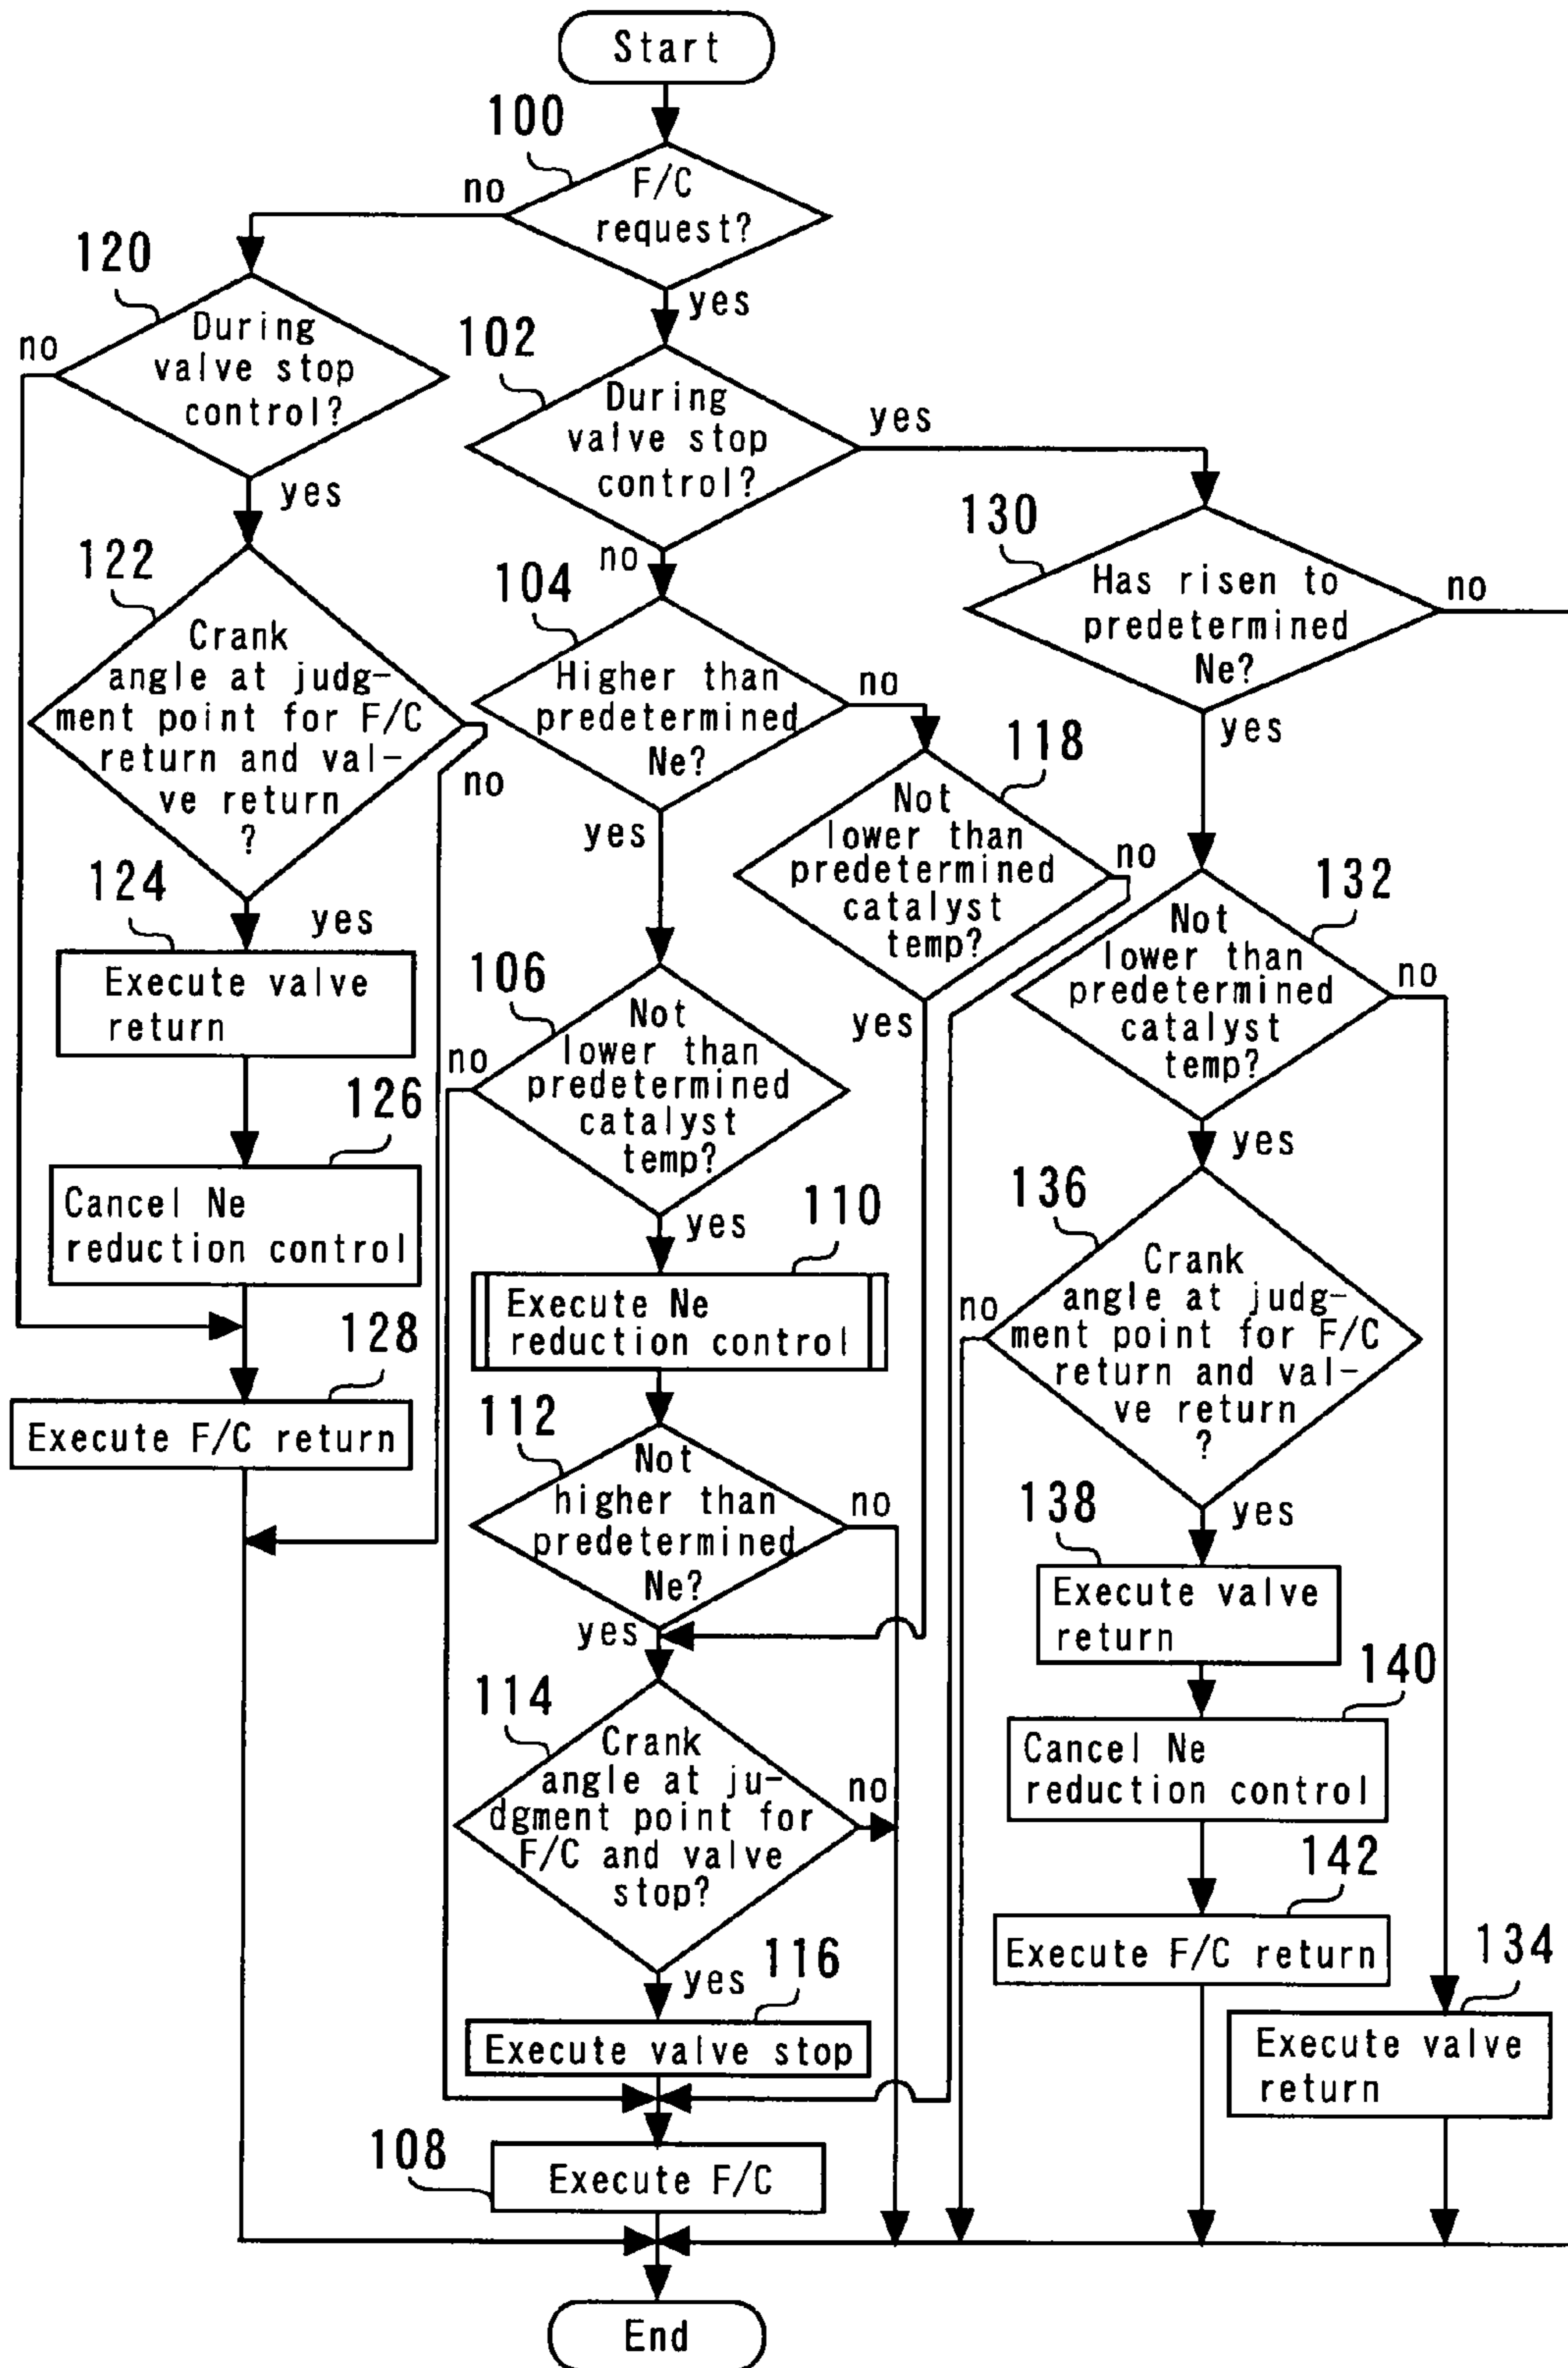 Start
100
F/C
request?
no
yes
120
During
valve stop
control?
no
yes
102
During
valve stop
control?
yes
no
122
Crank
angle at judg-
ment point for F/C
return and val-
ve return
?
no
yes
104
Higher than
predetermined
Ne?
no
yes
130
Has risen to
predetermined
Ne?
no
yes
118
Not
lower than
predetermined
catalyst
temp?
no
yes
124
Execute valve
return
106
Not
lower than
predetermined
catalyst
temp?
no
yes
132
Not
lower than
predetermined
catalyst
temp?
no
yes
126
Cancel Ne
reduction control
110
Execute Ne
reduction control
136
Crank
angle at judg-
ment point for F/C
return and val-
ve return
?
no
yes
128
Execute F/C return
112
Not
higher than
predetermined
Ne?
no
yes
138
Execute valve
return
114
Crank
angle at ju-
dgment point for
F/C and valve
stop?
no
yes
140
Cancel Ne
reduction control
116
Execute valve stop
142
Execute F/C return
134
Execute valve
return
108
Execute F/C
End